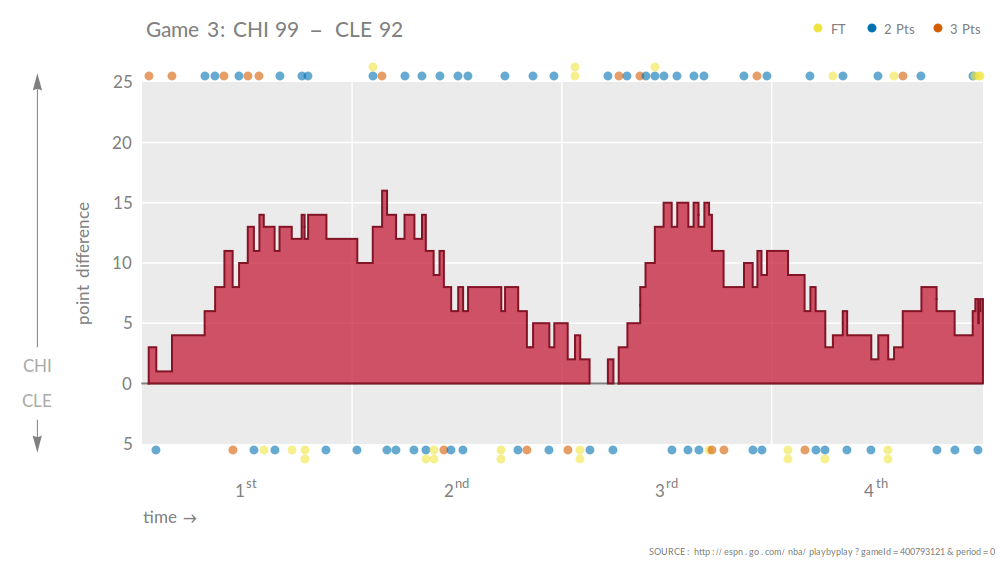 Game 3: CHI 99 – CLE 92
FT
2 Pts
3 Pts
25
20
15
10
5
0
5
point difference
CHI
CLE
1st
2nd
3rd
4th
time →
SOURCE: http://espn.go.com/nba/playbyplay?gameId=400793121&period=0